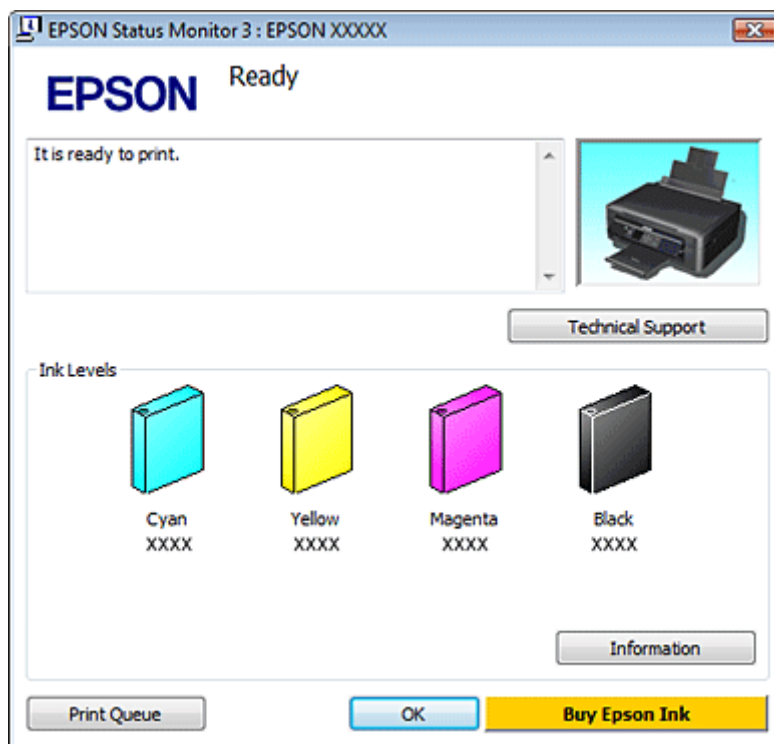 EPSON Status Monitor 3 : EPSON XXXXX
EPSON
Ready
It is ready to print.
Technical Support
Ink Levels
Cyan Yellow Magenta Black
XXXX XXXX XXXX XXXX
Information
Print Queue OK Buy Epson Ink